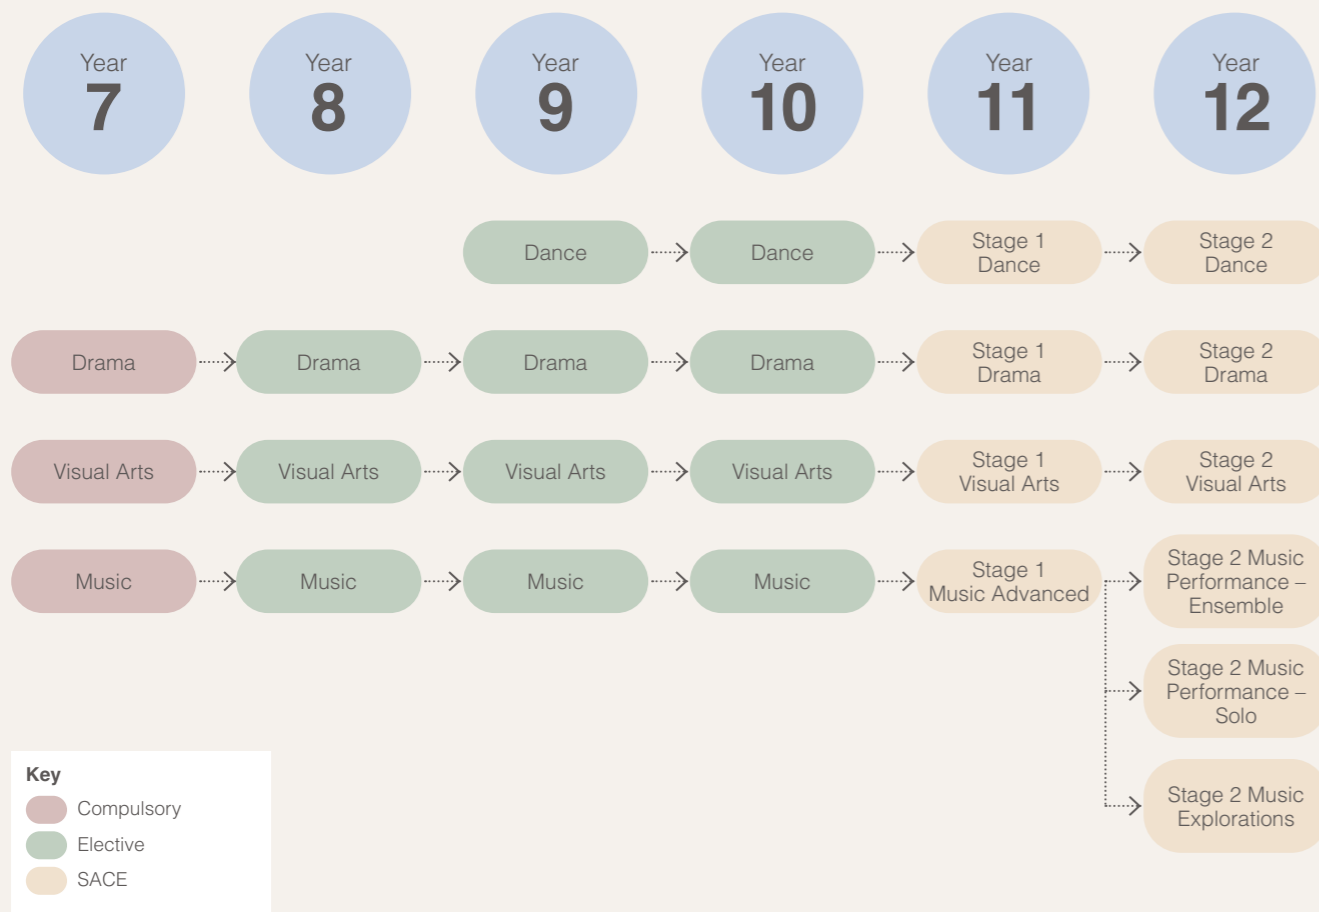 Year
7
Year
8
Year
9
Year
10
Year
11
Year
12
Dance
Dance
Stage 1
Dance
Stage 2
Dance
Drama
Drama
Drama
Drama
Stage 1
Drama
Stage 2
Drama
Visual Arts
Visual Arts
Visual Arts
Visual Arts
Stage 1
Visual Arts
Stage 2
Visual Arts
Music
Music
Music
Music
Stage 1
Music Advanced
Stage 2 Music
Performance –
Ensemble
Stage 2 Music
Performance –
Solo
Stage 2 Music
Explorations
Key
Compulsory
Elective
SACE